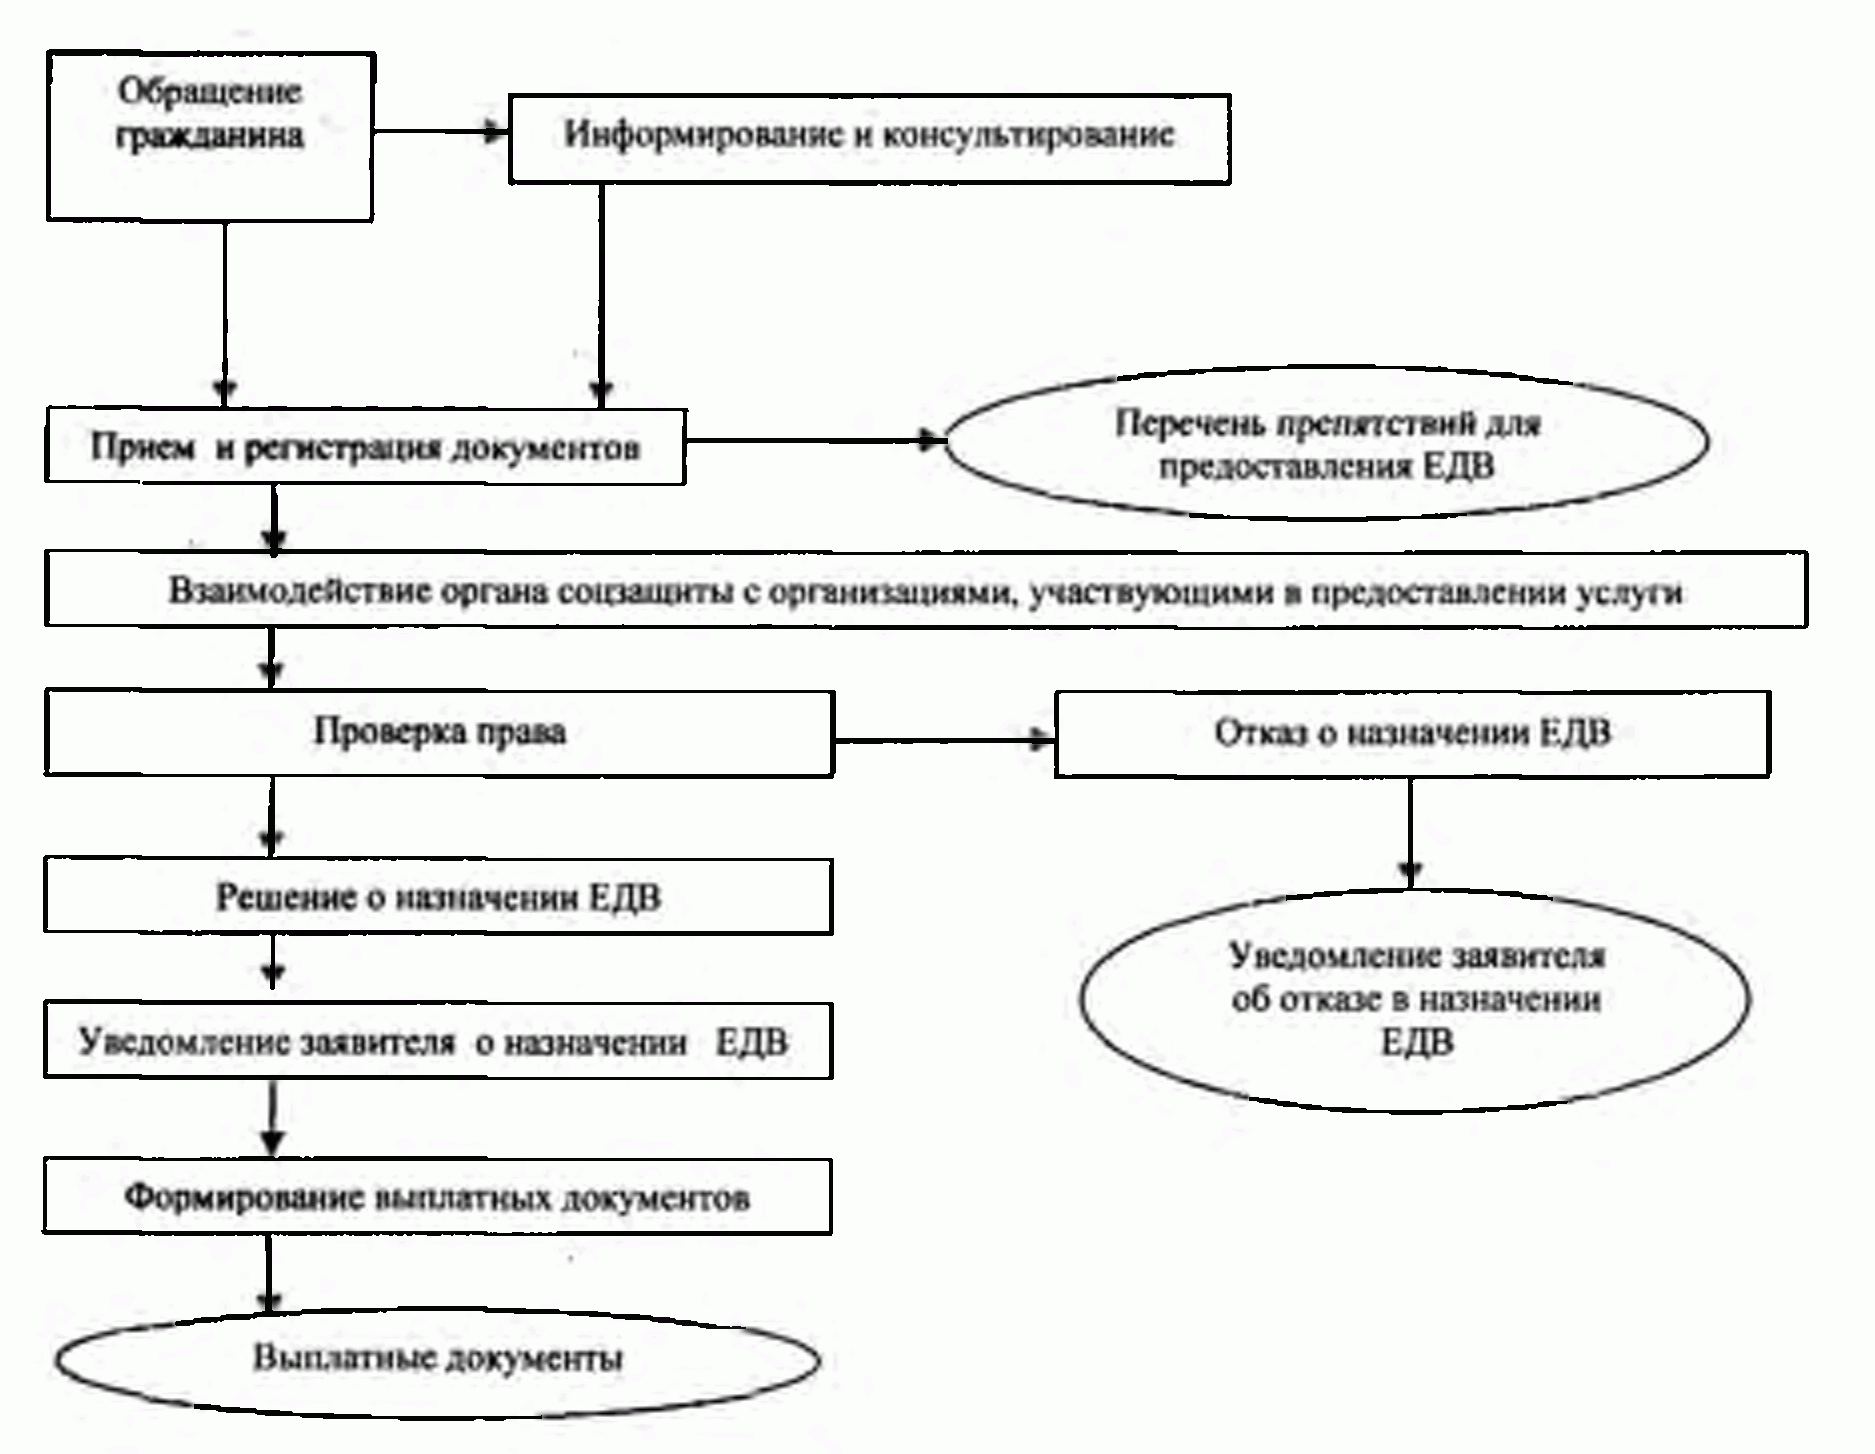 Обращение
гражданина
Информирование и консультирование
Прием и регистрация документов
Перечень препятствий для
предоставления ЕДВ
Взаимодействие органа соцзащиты с организациями, участвующими в предоставлении услуги
Проверка права
Отказ о назначении ЕДВ
Решение о назначении ЕДВ
Уведомление заявителя
об отказе в назначении
ЕДВ
Уведомление заявителя о назначении ЕДВ
Формирование выплатных документов
Выплатные документы